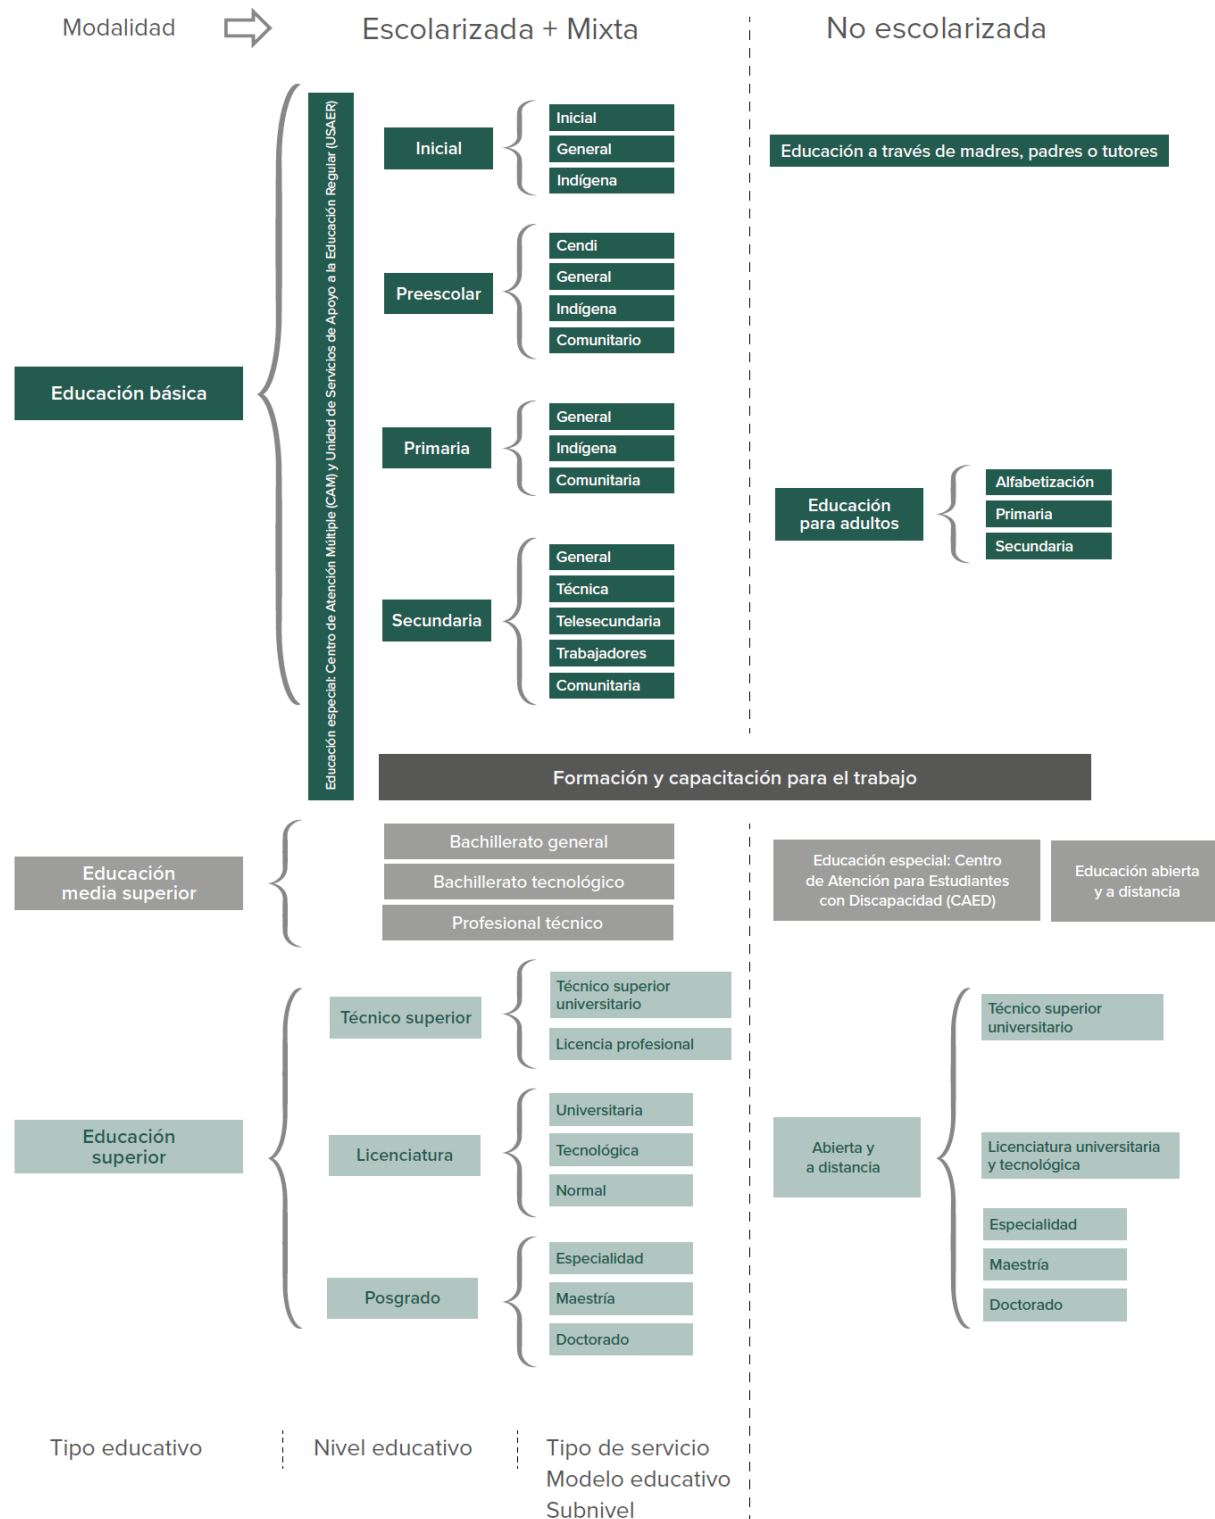 Modalidad
Escolarizada + Mixta
No escolarizada
Educación básica
Educación especial: Centro de Atención Múltiple (CAM) y Unidad de Servicios de Apoyo a la Educación Regular (USAER)
Inicial
Inicial
General
Indígena
Educación a través de madres, padres o tutores
Preescolar
Cendi
General
Indígena
Comunitario
Primaria
General
Indígena
Comunitaria
Secundaria
General
Técnica
Telesecundaria
Trabajadores
Comunitaria
Educación
para adultos
Alfabetización
Primaria
Secundaria
Formación y capacitación para el trabajo
Educación
media superior
Bachillerato general
Bachillerato tecnológico
Profesional técnico
Educación especial: Centro
de Atención para Estudiantes
con Discapacidad (CAED)
Educación abierta
y a distancia
Educación
superior
Técnico superior
Técnico superior
universitario
Licencia profesional
Licenciatura
Universitaria
Tecnológica
Normal
Posgrado
Especialidad
Maestría
Doctorado
Abierta y
a distancia
Técnico superior
universitario
Licenciatura universitaria
y tecnológica
Especialidad
Maestría
Doctorado
Tipo educativo
Nivel educativo
Tipo de servicio
Modelo educativo
Subnivel